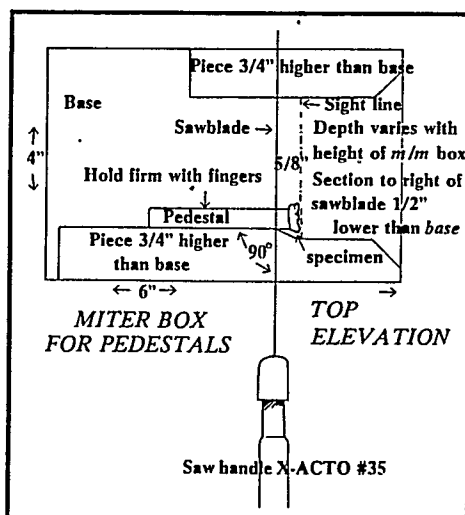 Piece 3/4" higher than base
Base
Sight line
Sawblade
Depth varies with
4"
5/8"
height of m/m box
Hold firm with fingers
Section to right of
sawblade 1/2"
Pedestal
lower than base
Piece 3/4" higher
than base
90°
specimen
6"
MITER BOX
FOR PEDESTALS
TOP
ELEVATION
Saw handle X-ACTO #35